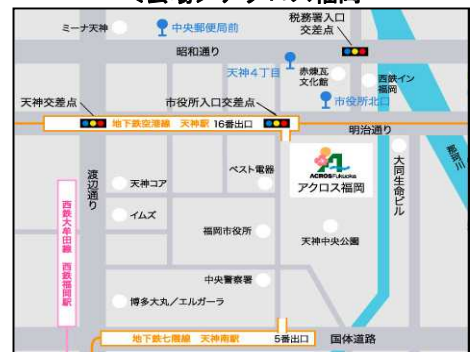 ミーナ天神
中央郵便局前
税務署入口
交差点
昭和通り
天神4丁目
赤煉瓦
文化館
西鉄イン
福岡
市役所北口
天神交差点
市役所入口交差点
地下鉄空港線 天神駅 16番出口
明治通り
那珂川
渡辺通り
ベスト電器
ACROS Fukuoka
アクロス福岡
大同生命ビル
天神コア
イムズ
福岡市役所
天神中央公園
西鉄大牟田線 西鉄福岡駅
中央警察署
博多大丸/エルガーラ
地下鉄七隈線 天神南駅 5番出口
国体道路